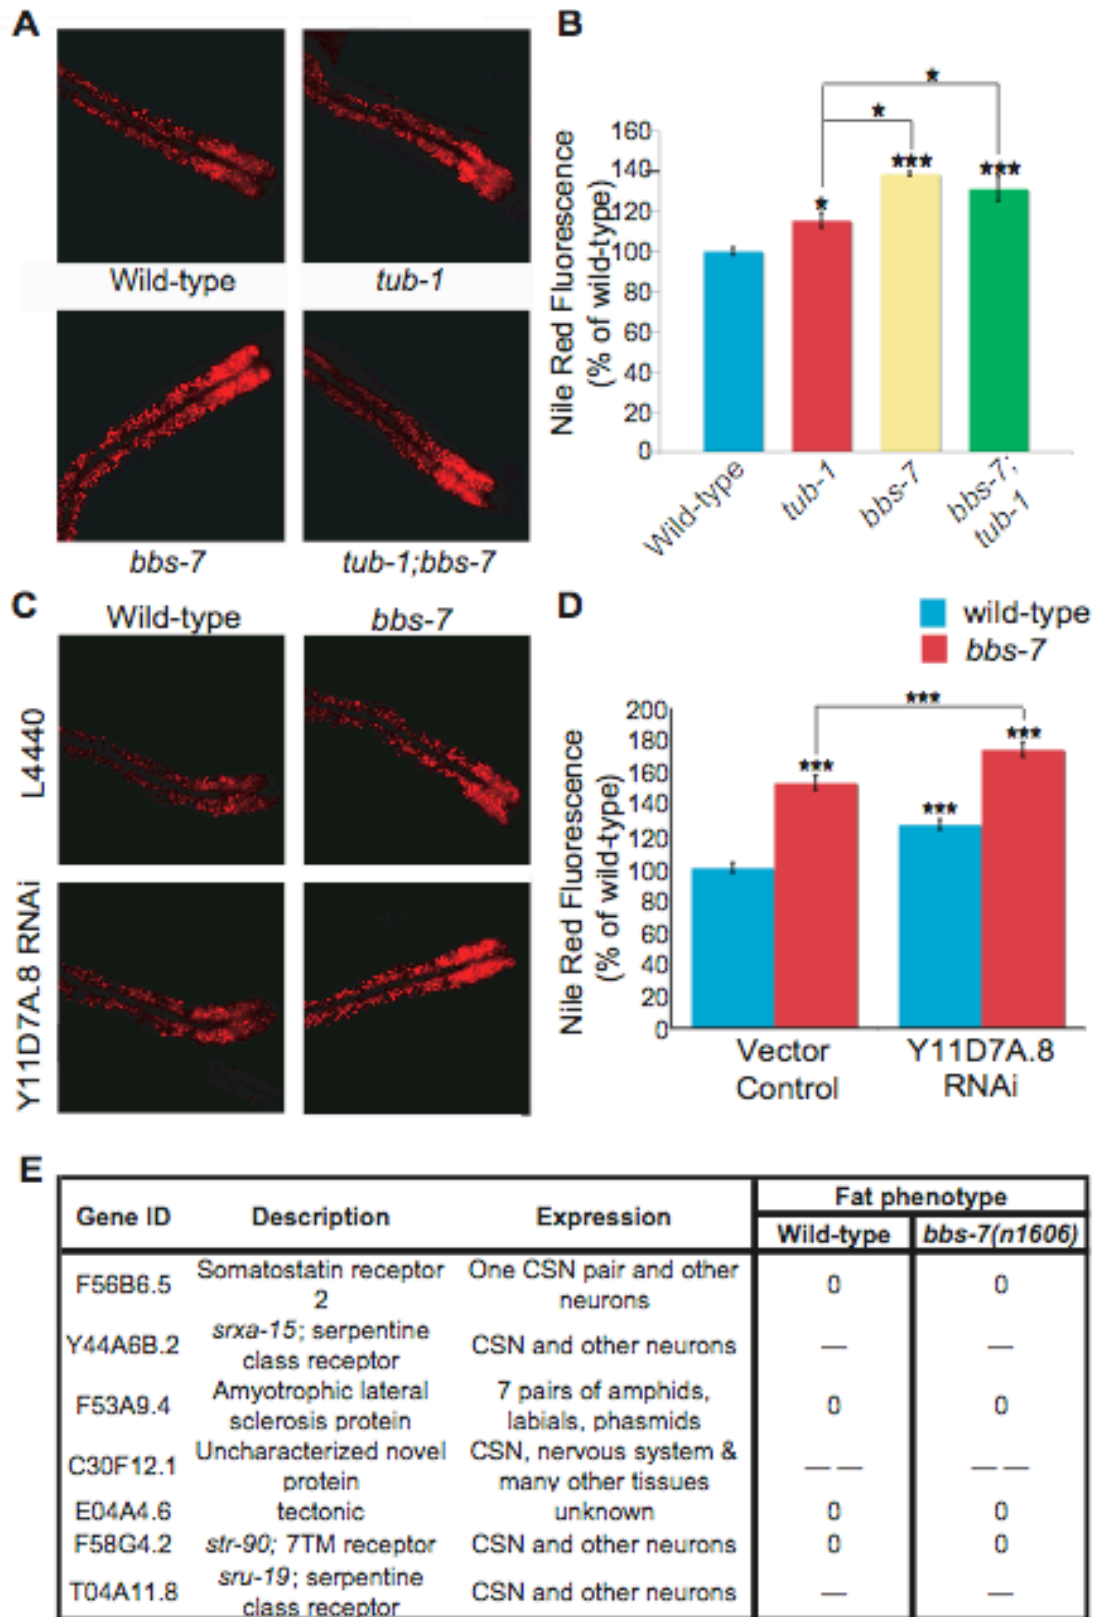 A
Wild-type
tub-1
bbs-7
tub-1;bbs-7
B
Nile Red Fluorescence
(% of wild-type)
160
140
120
100
80
60
40
20
0
*
*
*
***
***
Wild-type
tub-1
bbs-7
bbs-7;
tub-1
C
Wild-type
bbs-7
L4440
Y11D7A.8 RNAi
D
wild-type
bbs-7
Nile Red Fluorescence
(% of wild-type)
200
180
160
140
120
100
80
60
40
20
0
***
***
***
***
Vector
Control
Y11D7A.8
RNAi
E
Gene ID Description Expression Fat phenotype
Wild-type bbs-7(n1606)
F56B6.5 Somatostatin receptor 2 One CSN pair and other neurons 0 0
Y44A6B.2 srxa-15; serpentine class receptor CSN and other neurons — —
F53A9.4 Amyotrophic lateral sclerosis protein 7 pairs of amphids, labials, phasmids 0 0
C30F12.1 Uncharacterized novel protein CSN, nervous system & many other tissues — — — —
E04A4.6 tectonic unknown 0 0
F58G4.2 str-90; 7TM receptor CSN and other neurons 0 0
T04A11.8 sru-19; serpentine class receptor CSN and other neurons — —